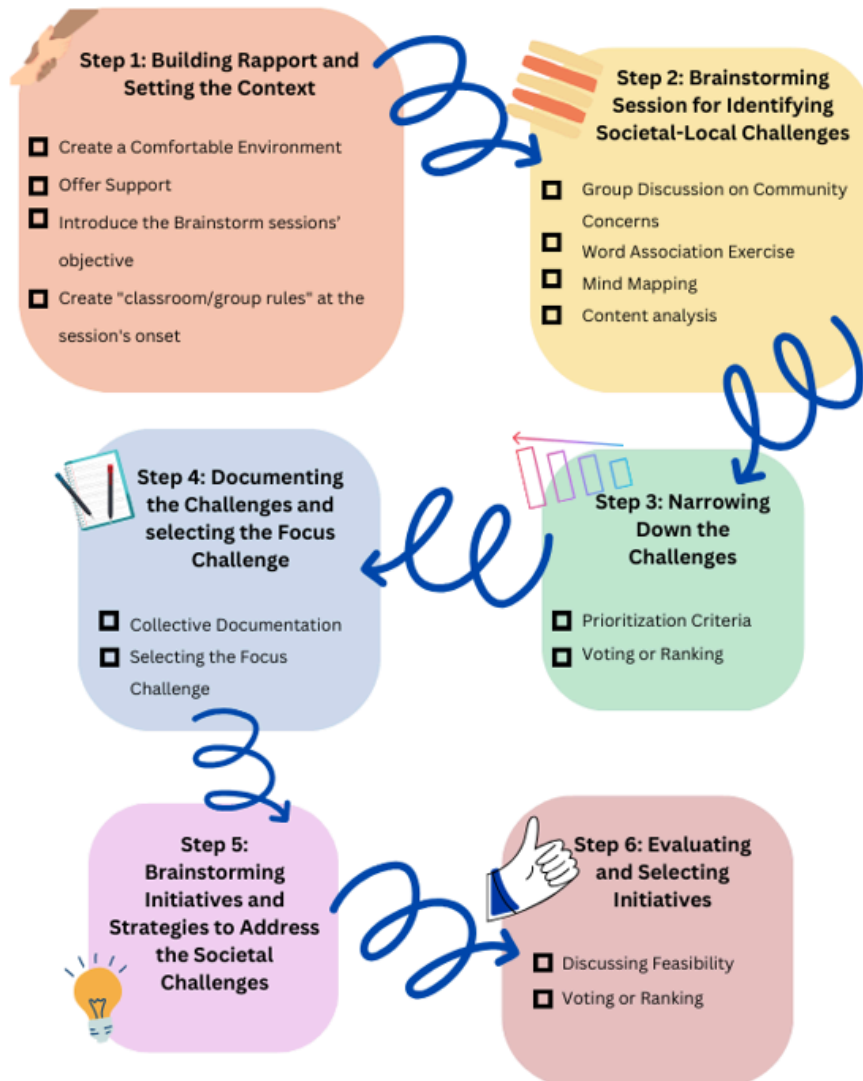 Step 1: Building Rapport and
Setting the Context
Create a Comfortable Environment
Offer Support
Introduce the Brainstorm sessions’
objective
Create "classroom/group rules" at the
session's onset
Step 2: Brainstorming
Session for Identifying
Societal-Local Challenges
Group Discussion on Community
Concerns
Word Association Exercise
Mind Mapping
Content analysis
Step 3: Narrowing
Down the
Challenges
Prioritization Criteria
Voting or Ranking
Step 4: Documenting
the Challenges and
selecting the Focus
Challenge
Collective Documentation
Selecting the Focus
Challenge
Step 5:
Brainstorming
Initiatives and
Strategies to Address
the Societal
Challenges
Step 6: Evaluating
and Selecting
Initiatives
Discussing Feasibility
Voting or Ranking